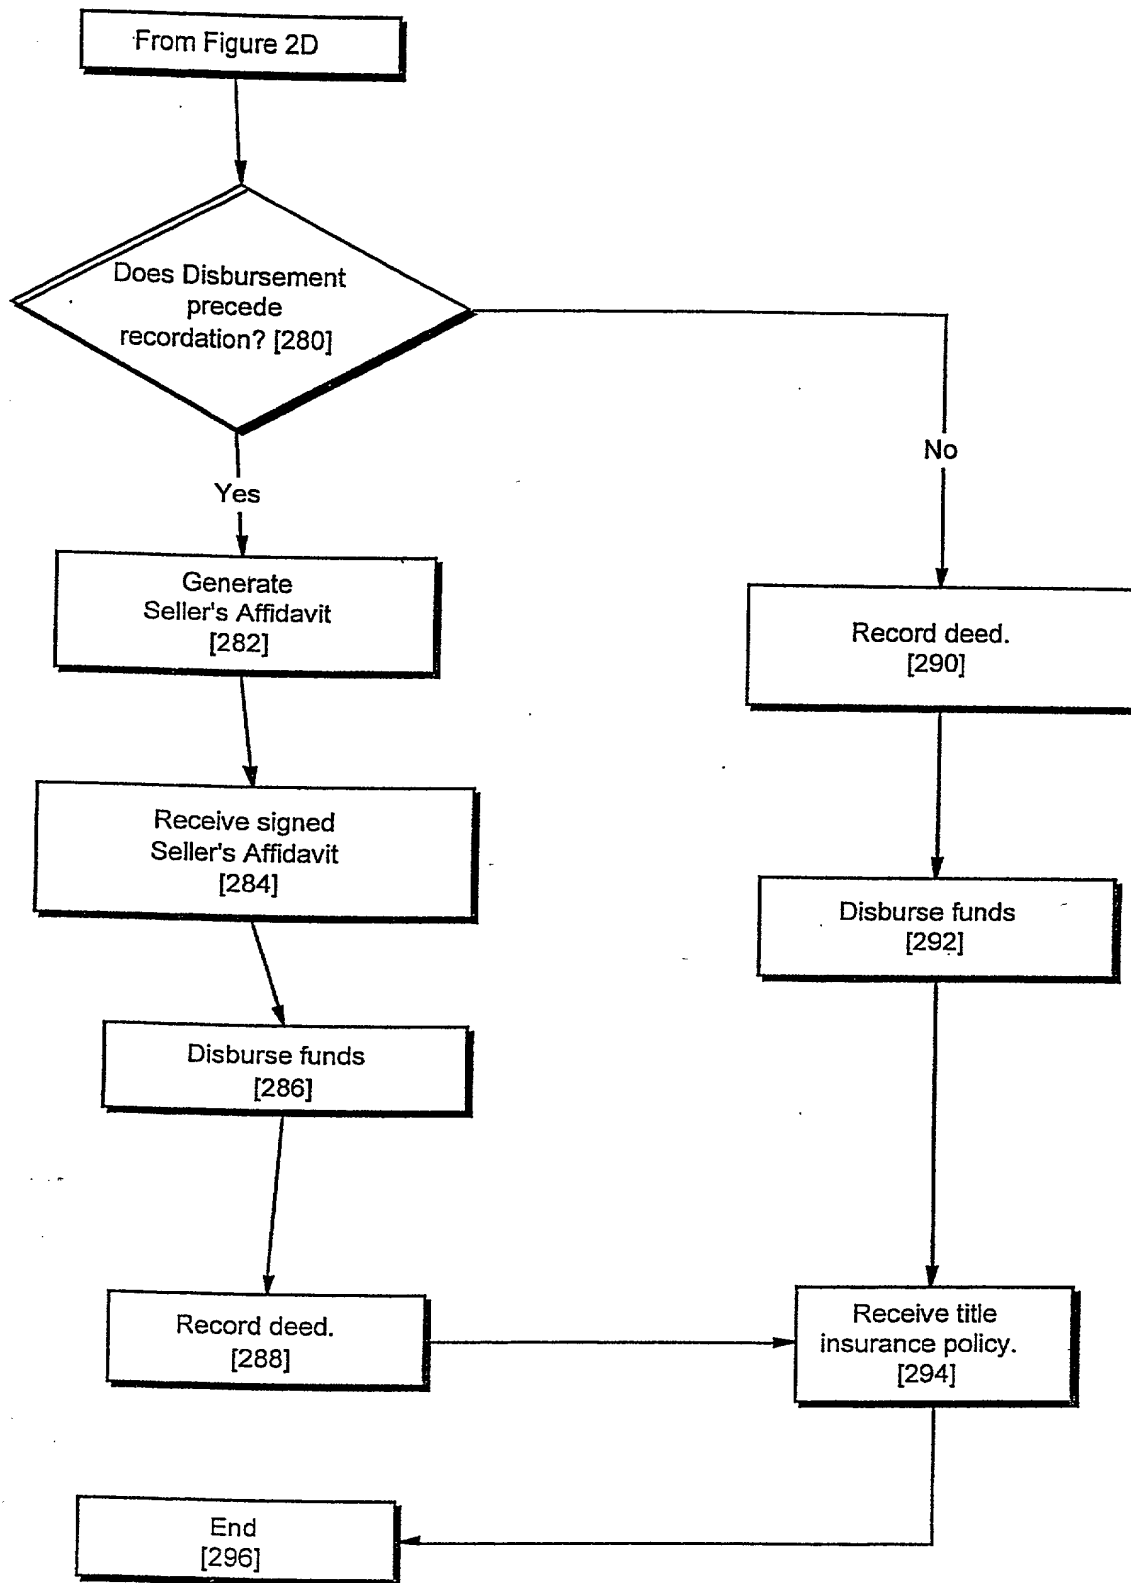 From Figure 2D
Does Disbursement
precede
recordation? [280]
Yes
No
Generate
Seller's Affidavit
[282]
Record deed.
[290]
Receive signed
Seller's Affidavit
[284]
Disburse funds
[292]
Disburse funds
[286]
Record deed.
[288]
Receive title
insurance policy.
[294]
End
[296]